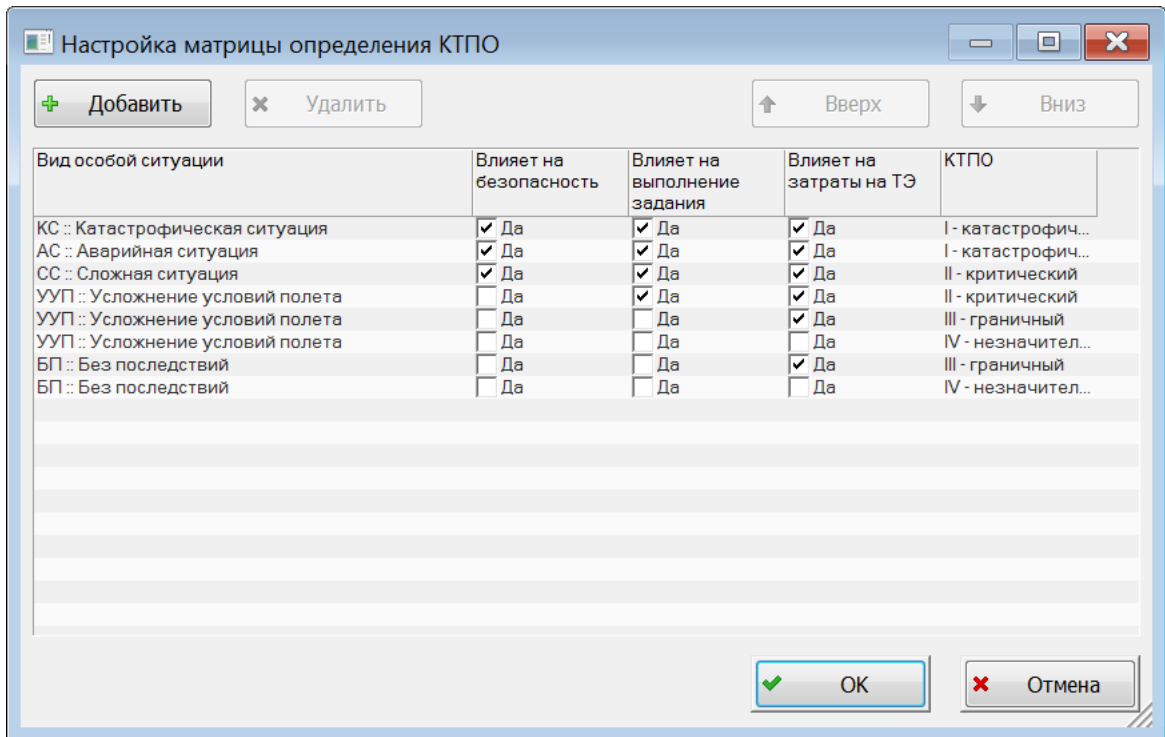 Настройка матрицы определения КТПО
Добавить Удалить Вверх Вниз
Вид особой ситуации Влияет на безопасность Влияет на выполнение задания Влияет на затраты на ТЭ КТПО
КС :: Катастрофическая ситуация Да Да Да I - катастрофич...
АС :: Аварийная ситуация Да Да Да I - катастрофич...
СС :: Сложная ситуация Да Да Да II - критический
УУП :: Усложнение условий полета Да Да Да II - критический
УУП :: Усложнение условий полета Да Да Да III - граничный
УУП :: Усложнение условий полета Да Да Да IV - незначител...
БП :: Без последствий Да Да Да III - граничный
БП :: Без последствий Да Да Да IV - незначител...
OK Отмена